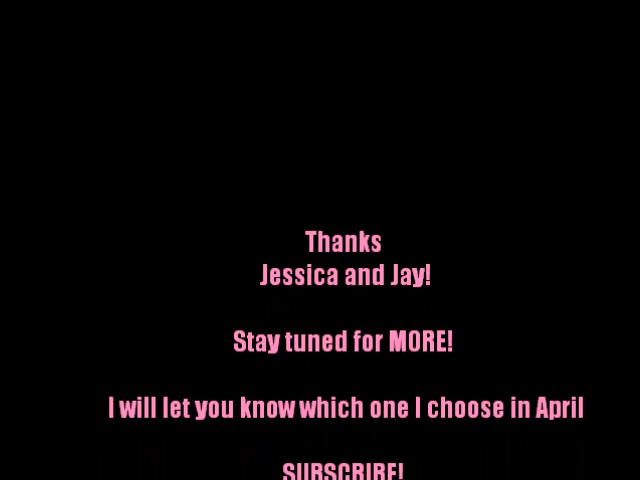 Thanks
Jessica and Jay!
Stay tuned for MORE!
I will let you know which one I choose in April
SUBSCRIBE!